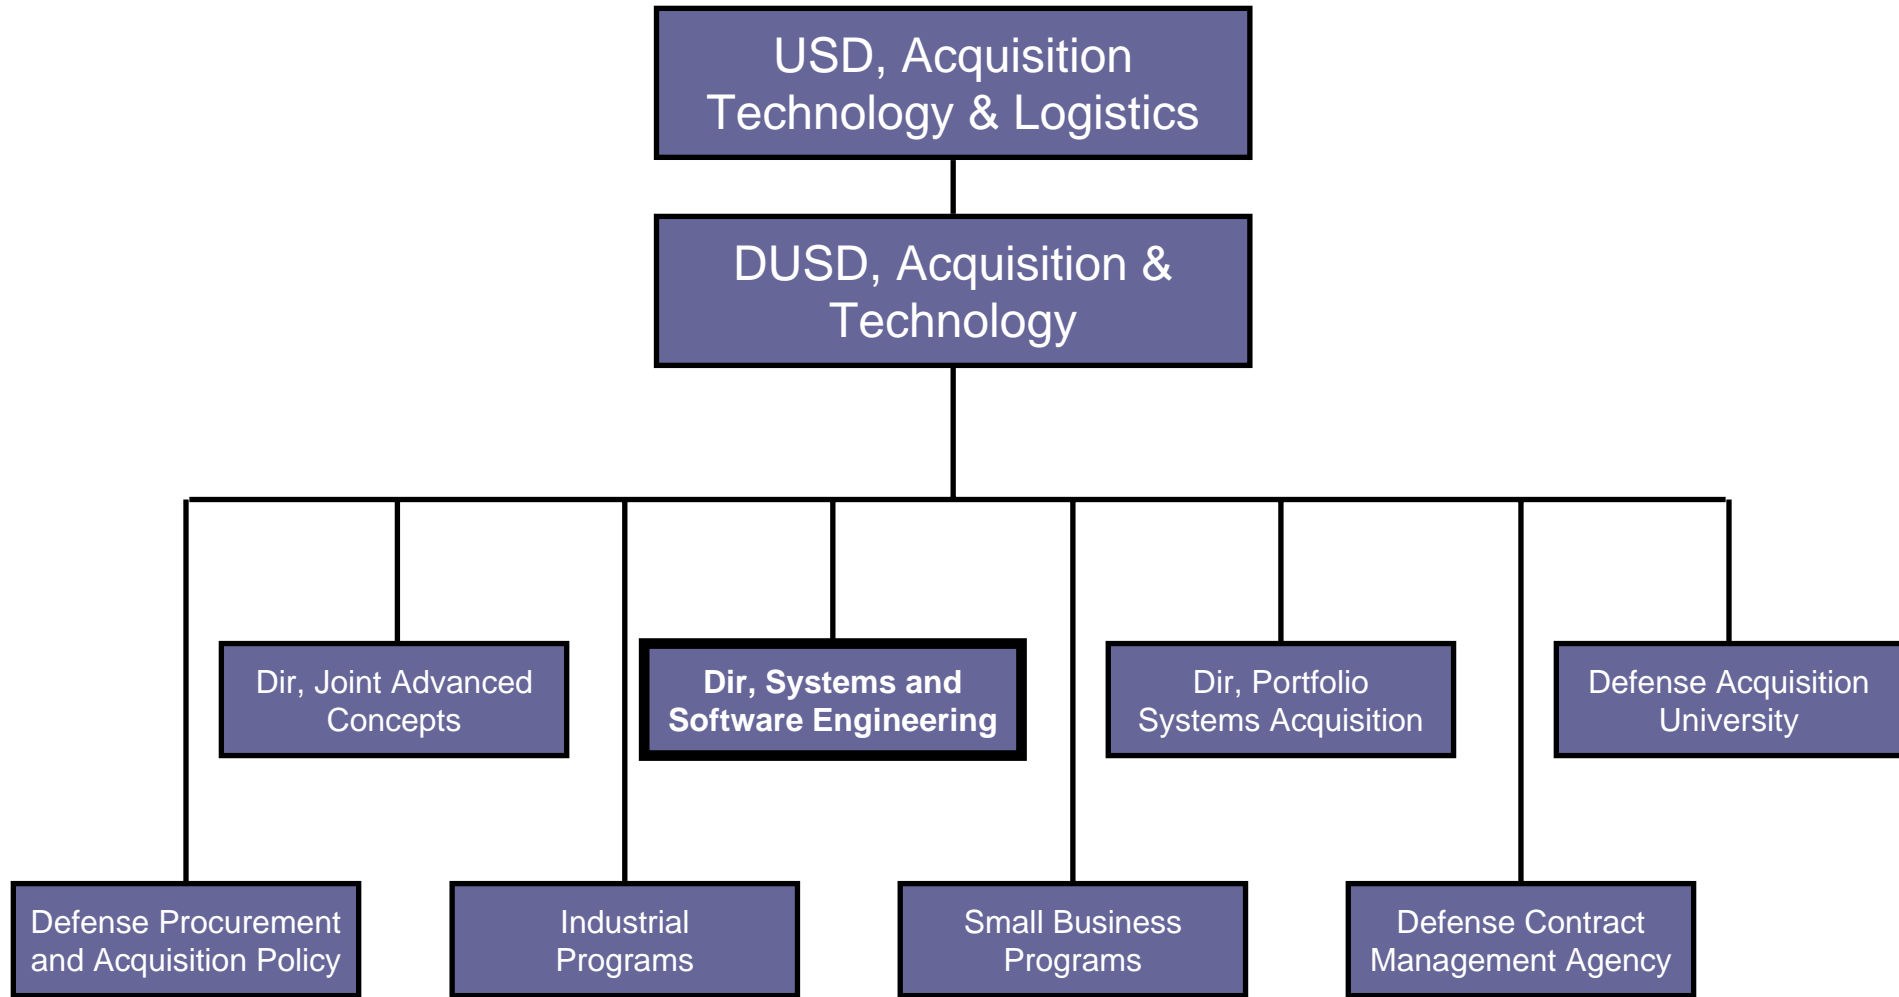 USD, Acquisition
Technology & Logistics
DUSD, Acquisition &
Technology
Dir, Joint Advanced
Concepts
Dir, Systems and
Software Engineering
Dir, Portfolio
Systems Acquisition
Defense Acquisition
University
Defense Procurement
and Acquisition Policy
Industrial
Programs
Small Business
Programs
Defense Contract
Management Agency